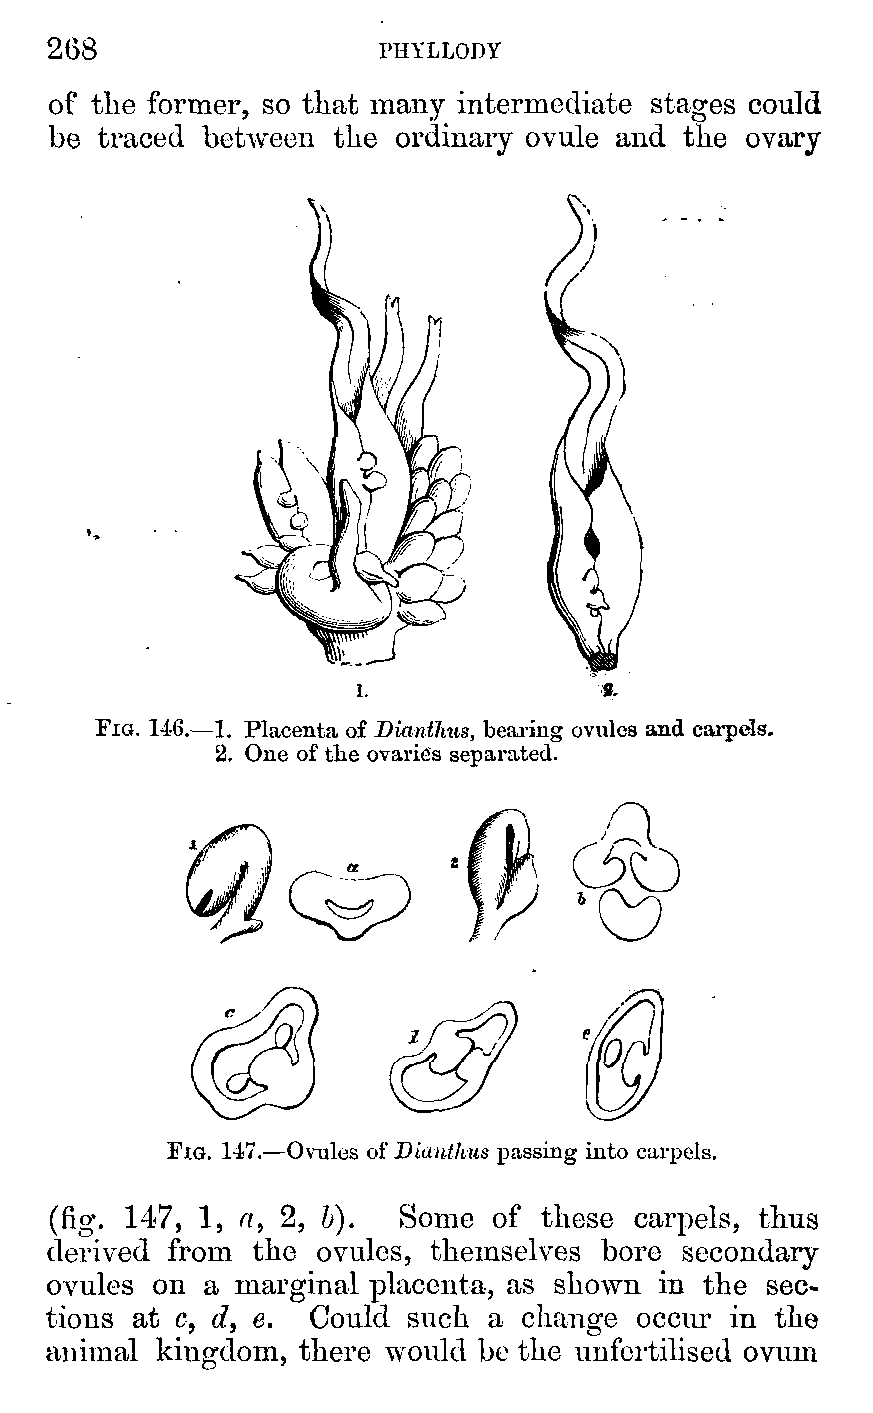 268 PHYLLODY
of the former, so that many intermediate stages could
be traced between the ordinary ovule and the ovary
1. 2.
FIG. 146.—1. Placenta of Dianthus, bearing ovules and carpels.
2. One of the ovaries separated.
1 a 2 b
c d e
FIG. 147.—Ovules of Dianthus passing into carpels.
(fig. 147, 1, a, 2, b). Some of these carpels, thus
derived from the ovules, themselves bore secondary
ovules on a marginal placenta, as shown in the sec-
tions at c, d, e. Could such a change occur in the
animal kingdom, there would be the unfertilised ovum